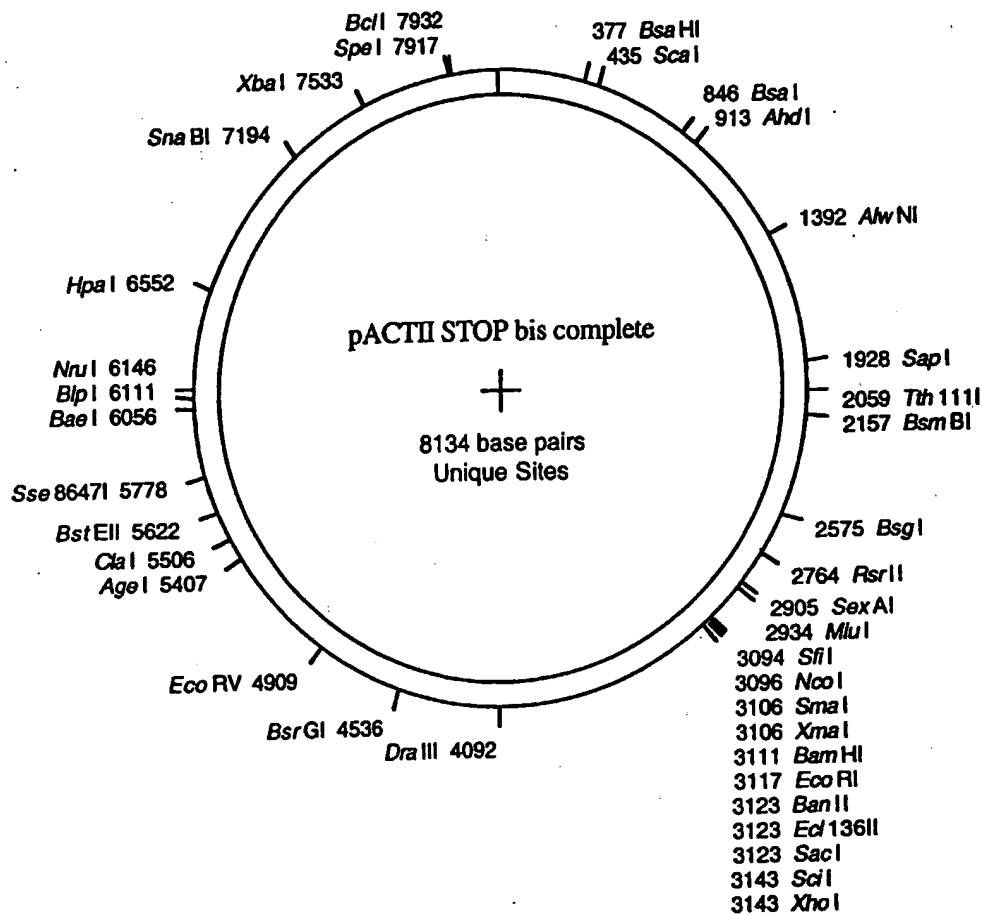 BclI 7932
SpeI 7917
XbaI 7533
SnaBI 7194
HpaI 6552
NruI 6146
BlpI 6111
BaeI 6056
Sse8647I 5778
BstEII 5622
ClaI 5506
AgeI 5407
EcoRV 4909
BsrGI 4536
DraIII 4092
377 BsaHI
435 ScaI
846 BsaI
913 AhdI
1392 AlwNI
1928 SapI
2059 Tth111I
2157 BsmBI
2575 BsgI
2764 RsrII
2905 SexAI
2934 MluI
3094 SfiI
3096 NcoI
3106 SmaI
3106 XmaI
3111 BamHI
3117 EcoRI
3123 BanII
3123 Ecl136II
3123 SacI
3143 SciI
3143 XhoI
pACTII STOP bis complete
8134 base pairs
Unique Sites